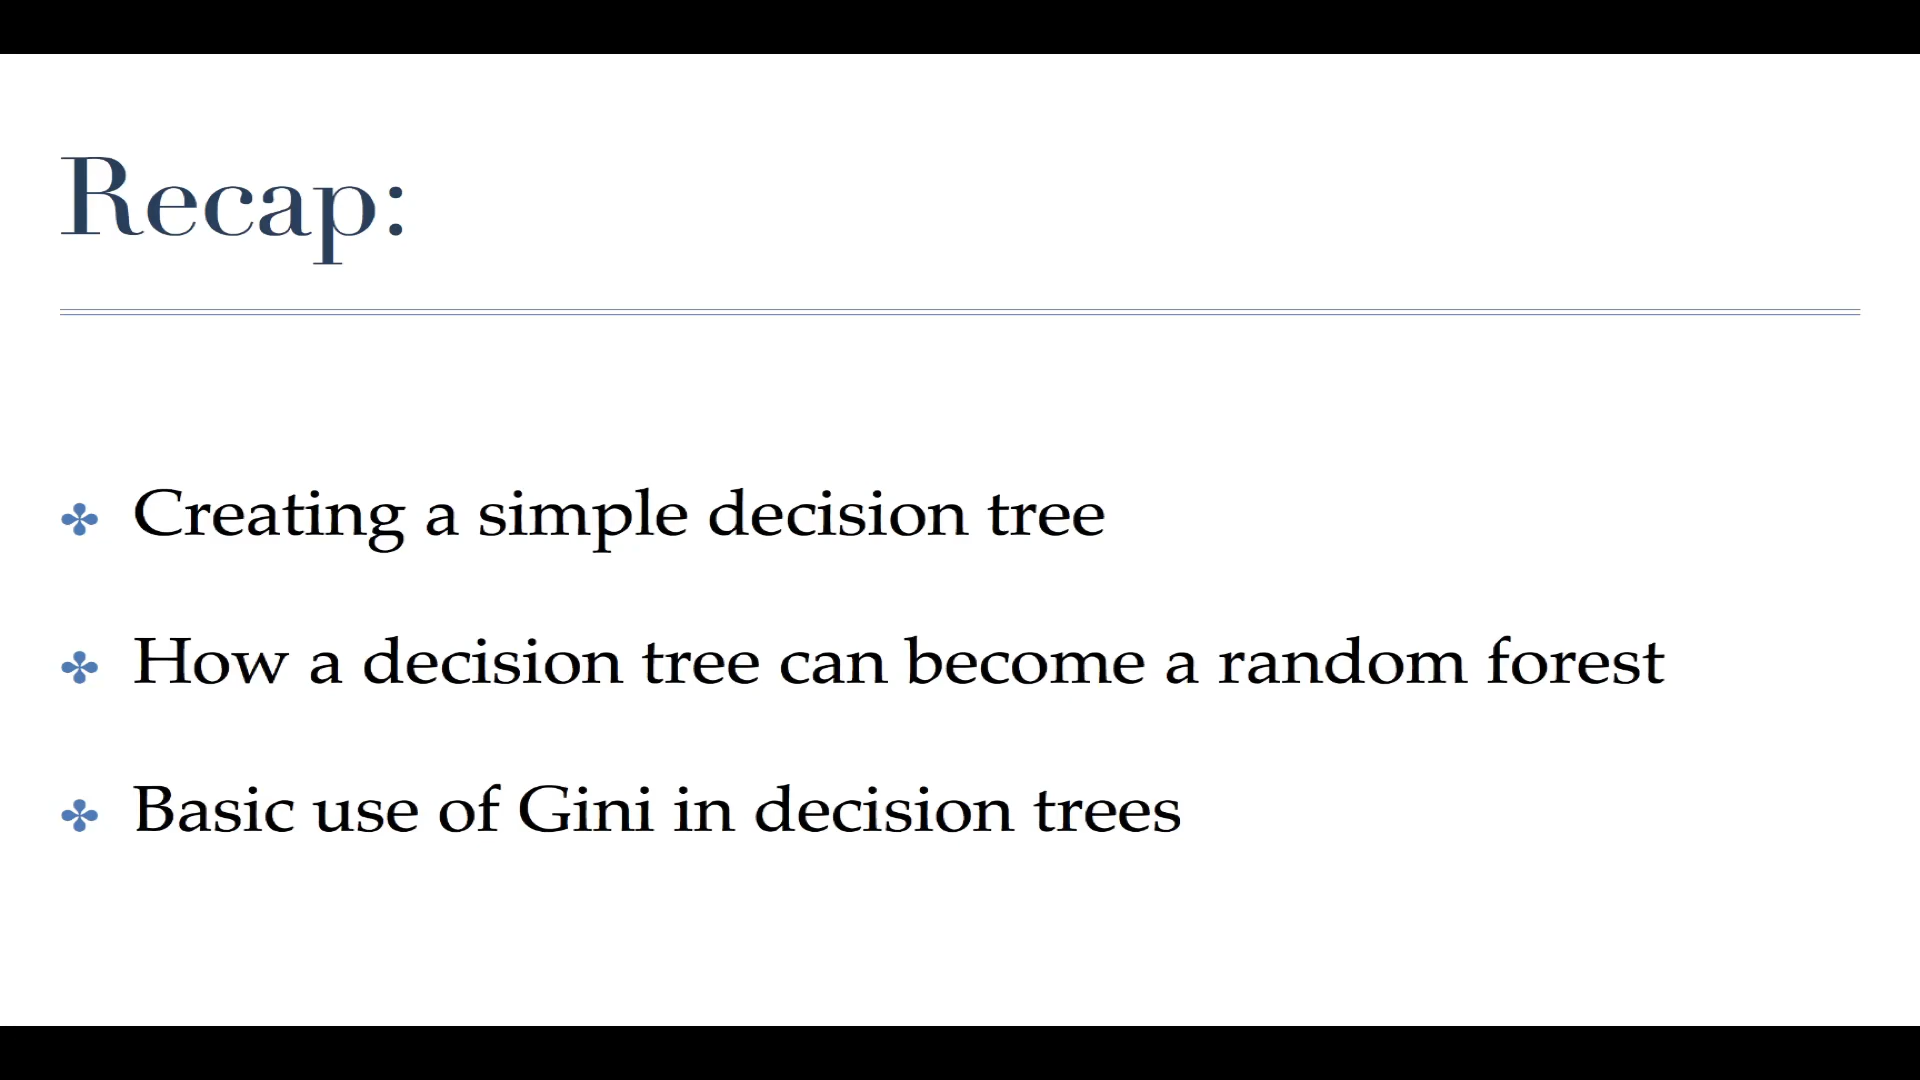 Recap:
Creating a simple decision tree
How a decision tree can become a random forest
Basic use of Gini in decision trees